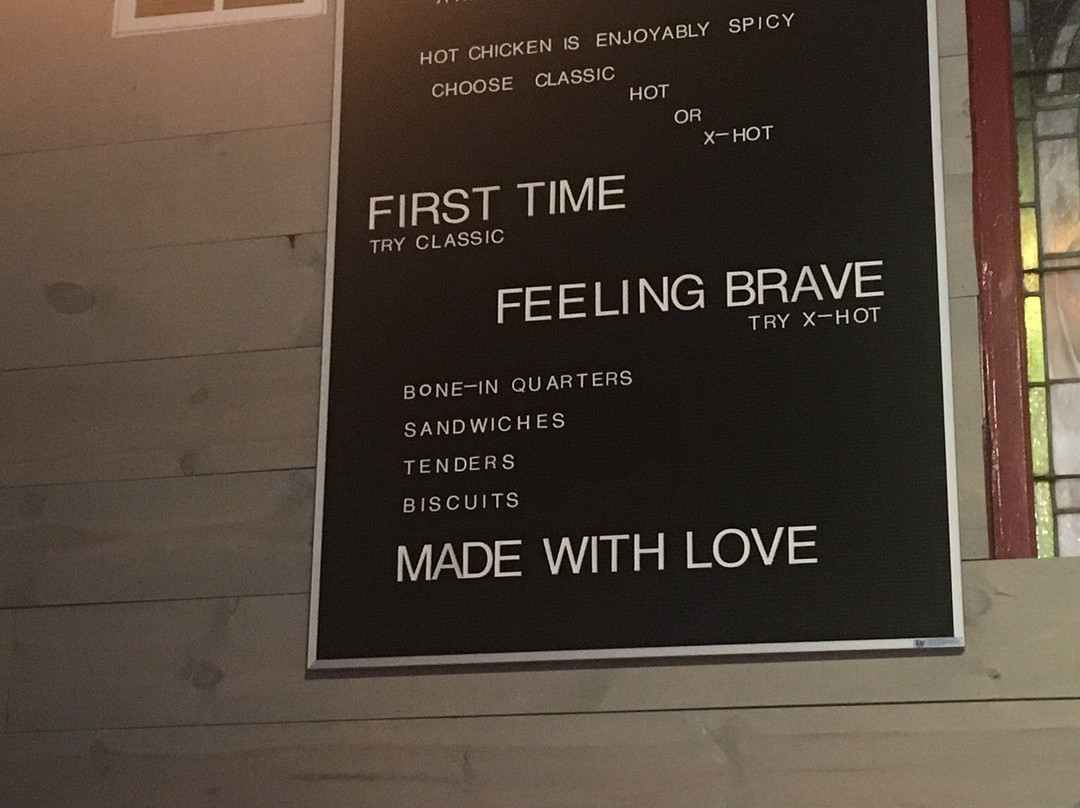 HOT CHICKEN IS ENJOYABLY SPICY
CHOOSE CLASSIC
HOT
OR
X-HOT
FIRST TIME
TRY CLASSIC
FEELING BRAVE
TRY X-HOT
BONE-IN QUARTERS
SANDWICHES
TENDERS
BISCUITS
MADE WITH LOVE